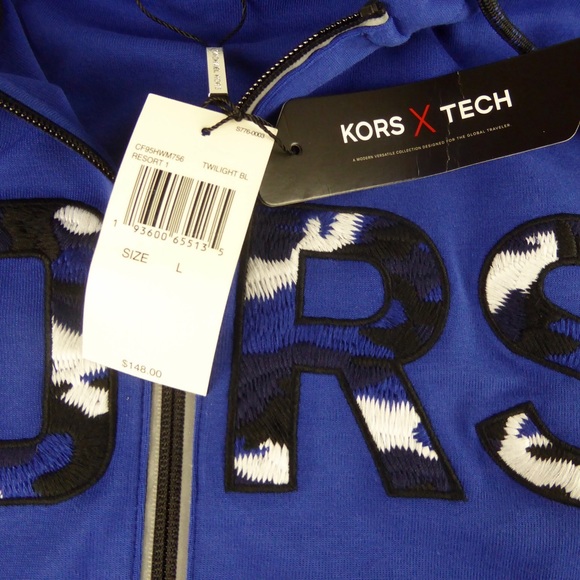 S776-0003
CF95HWM756
RESORT 1 TWILIGHT BL
1 93600 65513 5
SIZE L
$148.00
KORS X TECH
A MODERN VERSATILE COLLECTION DESIGNED FOR THE GLOBAL TRAVELER
ORS